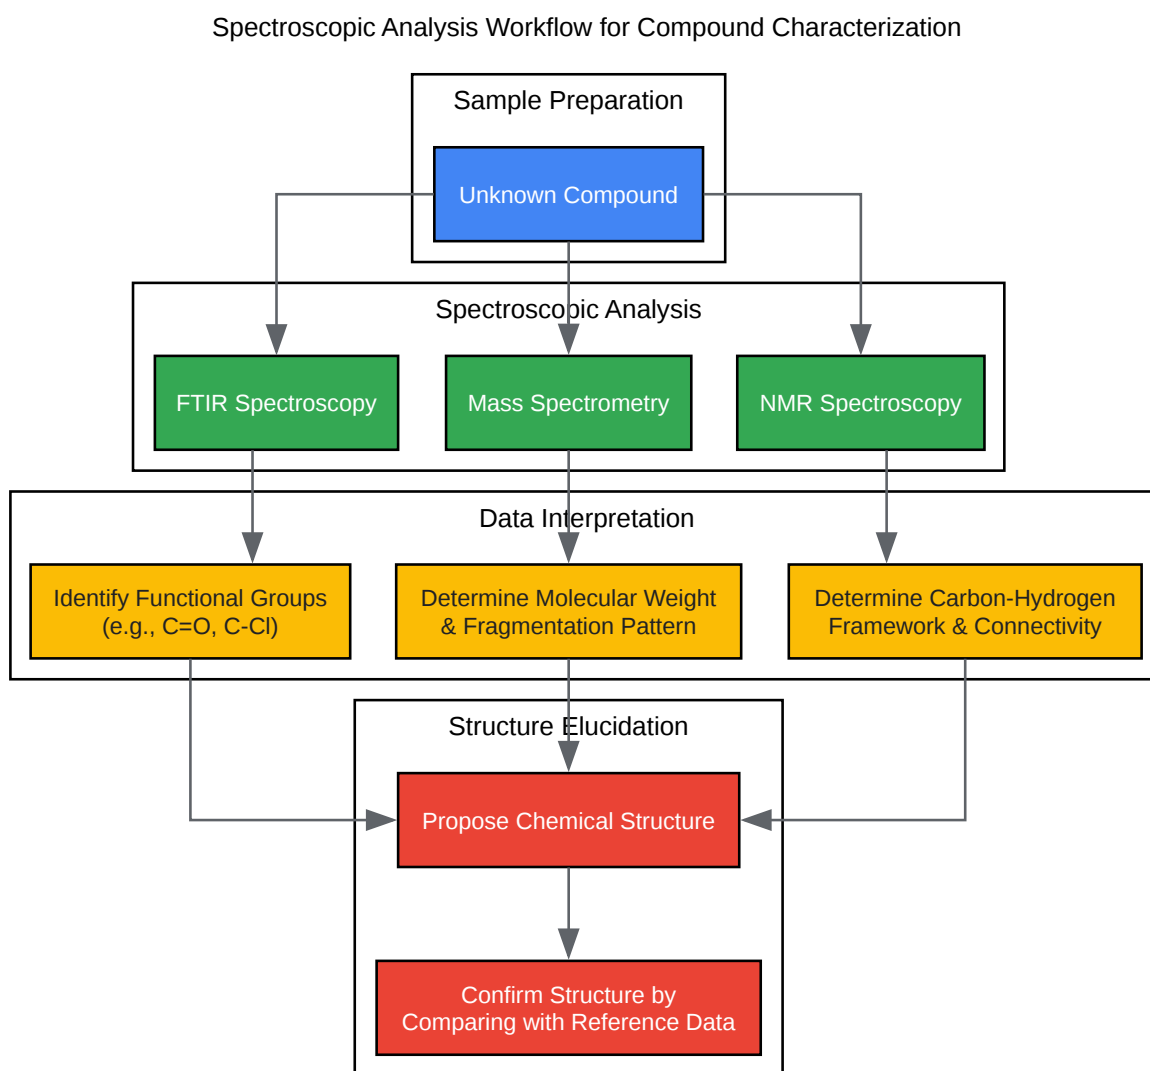 Spectroscopic Analysis Workflow for Compound Characterization
Sample Preparation
Unknown Compound
Spectroscopic Analysis
FTIR Spectroscopy
Mass Spectrometry
NMR Spectroscopy
Data Interpretation
Identify Functional Groups
(e.g., C=O, C-Cl)
Determine Molecular Weight
& Fragmentation Pattern
Determine Carbon-Hydrogen
Framework & Connectivity
Structure Elucidation
Propose Chemical Structure
Confirm Structure by
Comparing with Reference Data